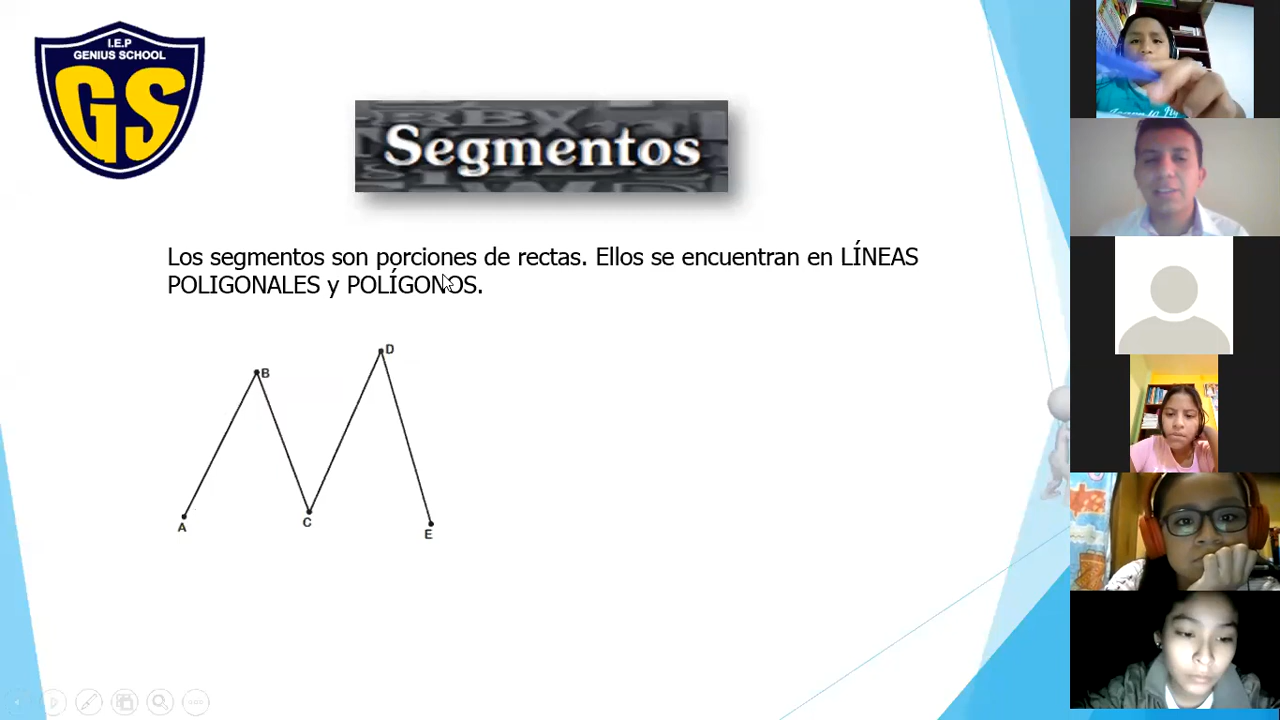 I.E.P
GENIUS SCHOOL
GS
Segmentos
Los segmentos son porciones de rectas. Ellos se encuentran en LÍNEAS
POLIGONALES y POLÍGONOS.
D
B
A
C
E